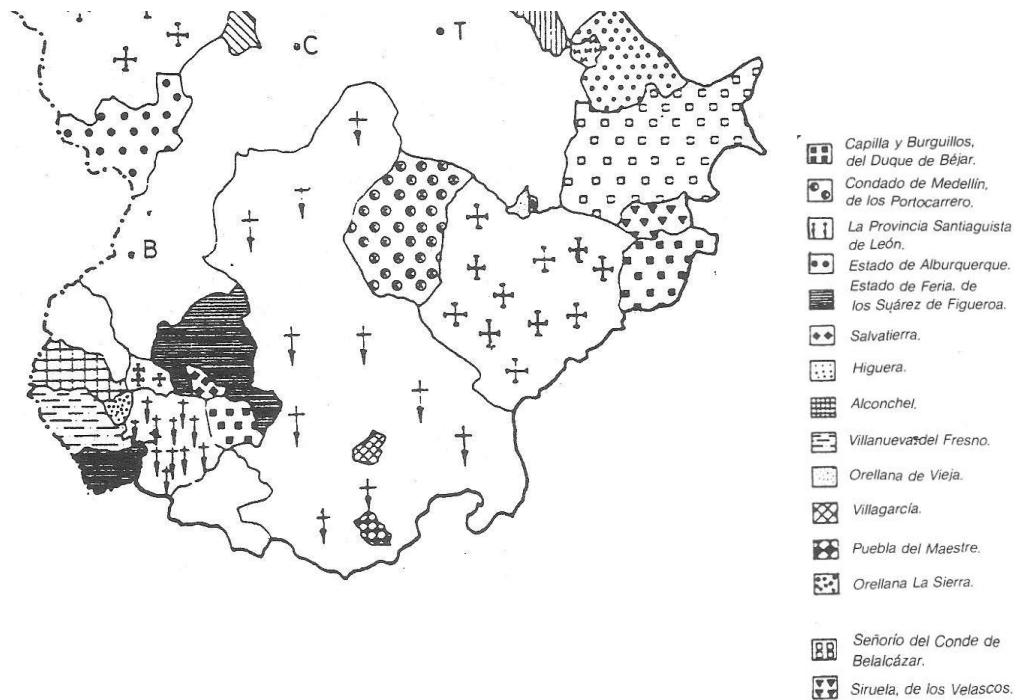 C
T
B
Capilla y Burguillos,
del Duque de Béjar.
Condado de Medellín,
de los Portocarrero.
La Provincia Santiaguista
de León.
Estado de Alburquerque.
Estado de Feria, de
los Suárez de Figueroa.
Salvatierra.
Higuera.
Alconchel.
Villanueva del Fresno.
Orellana de Vieja.
Villagarcía.
Puebla del Maestre.
Orellana La Sierra.
Señorío del Conde de
Belalcázar.
Siruela, de los Velascos.